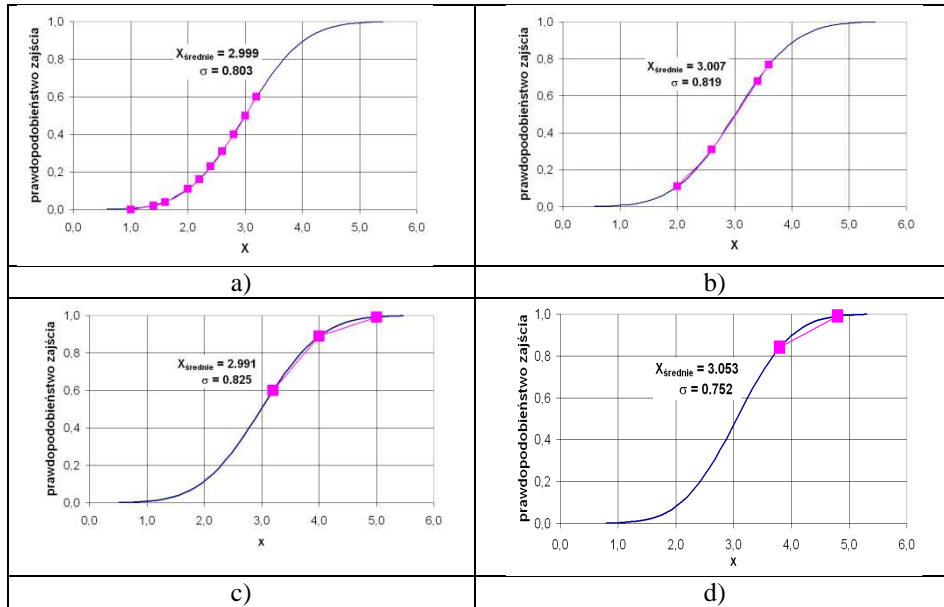 prawdopodobieństwo zajścia
1,0
0,8
0,6
0,4
0,2
0,0
X średnie = 2.999
σ = 0.803
0,0 1,0 2,0 3,0 4,0 5,0 6,0
X
a)
prawdopodobieństwo zajścia
1,0
0,8
0,6
0,4
0,2
0,0
X średnie = 3.007
σ = 0.819
0,0 1,0 2,0 3,0 4,0 5,0 6,0
X
b)
prawdopodobieństwo zajścia
1,0
0,8
0,6
0,4
0,2
0,0
X średnie = 2.991
σ = 0.825
0,0 1,0 2,0 3,0 4,0 5,0 6,0
X
c)
prawdopodobieństwo zajścia
1,0
0,8
0,6
0,4
0,2
0,0
X średnie = 3.053
σ = 0.752
0,0 1,0 2,0 3,0 4,0 5,0 6,0
X
d)